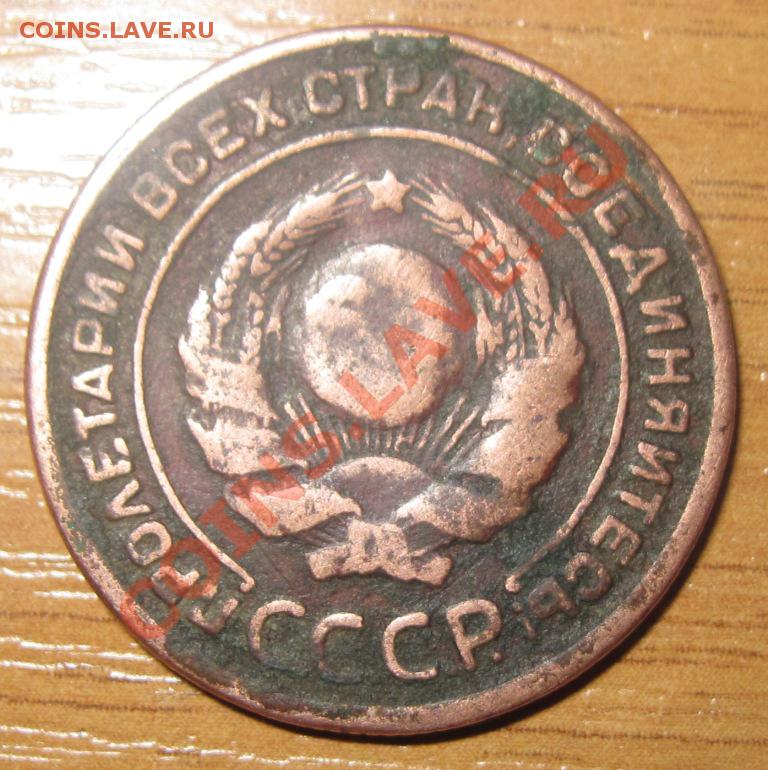 COINS.LAVE.RU
ПРОЛЕТАРИИ ВСЕХ СТРАН, СОЕДИНЯЙТЕСЬ!
СССР.
COINS.LAVE.RU